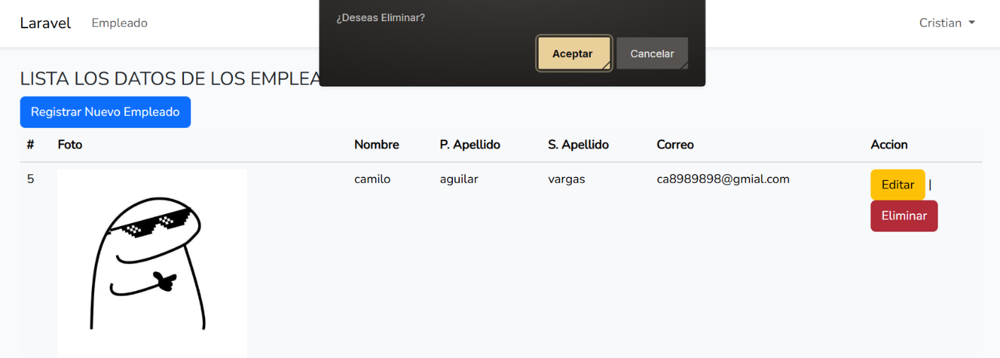 Laravel Empleado Cristian
¿Deseas Eliminar?
Aceptar Cancelar
LISTA LOS DATOS DE LOS
Registrar Nuevo Empleado
# Foto Nombre P. Apellido S. Apellido Correo Accion
5 camilo aguilar vargas ca8989898@gmial.com Editar |
Eliminar